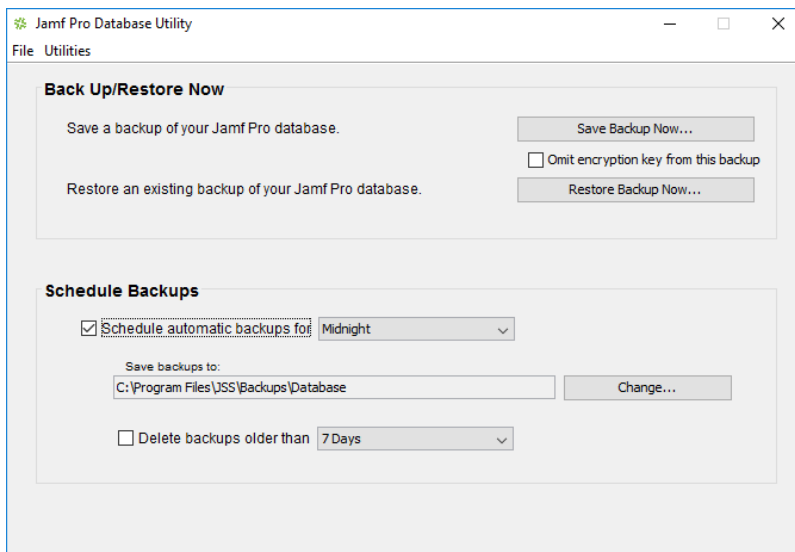 Jamf Pro Database Utility
File Utilities
Back Up/Restore Now
Save a backup of your Jamf Pro database.
Save Backup Now...
Omit encryption key from this backup
Restore an existing backup of your Jamf Pro database.
Restore Backup Now...
Schedule Backups
Schedule automatic backups for Midnight
Save backups to:
C:\Program Files\JSS\Backups\Database
Change...
Delete backups older than 7 Days